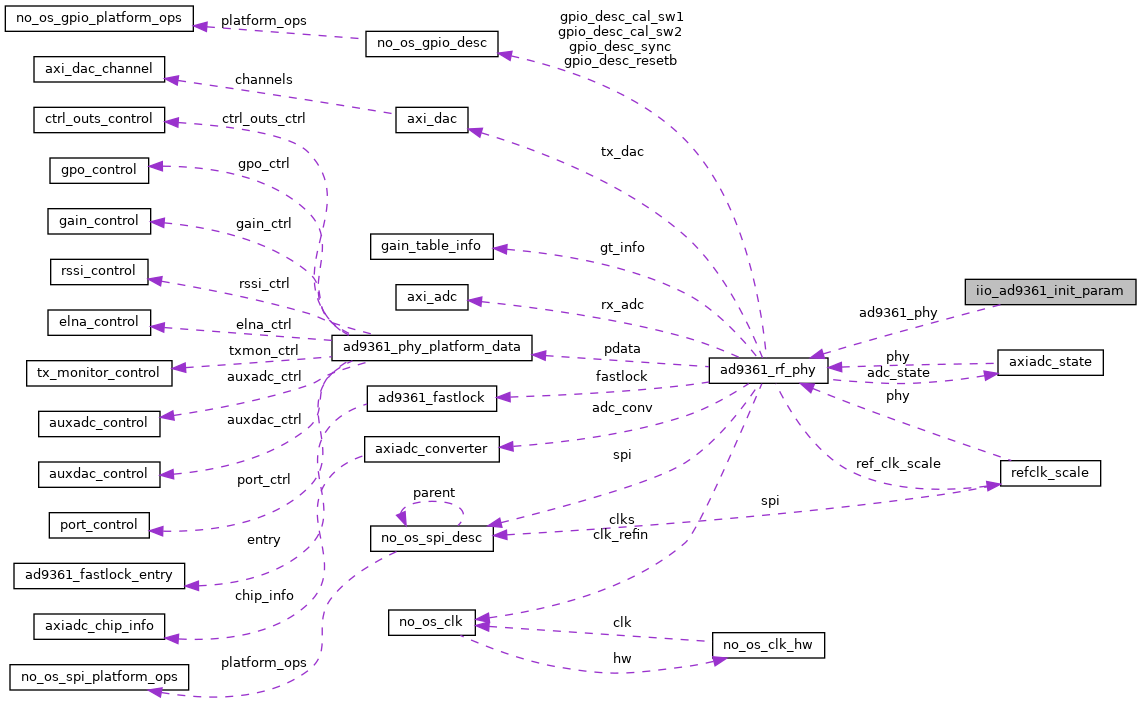 no_os_gpio_platform_ops
platform_ops
no_os_gpio_desc
gpio_desc_cal_sw1
gpio_desc_cal_sw2
gpio_desc_sync
gpio_desc_resetb
axi_dac_channel
channels
axi_dac
ctrl_outs_control
ctrl_outs_ctrl
tx_dac
gpo_control
gpo_ctrl
gain_control
gain_ctrl
gain_table_info
gt_info
rssi_control
rssi_ctrl
axi_adc
rx_adc
iio_ad9361_init_param
ad9361_phy
elna_control
elna_ctrl
ad9361_phy_platform_data
pdata
ad9361_rf_phy
phy
adc_state
axiadc_state
tx_monitor_control
txmon_ctrl
auxadc_ctrl
ad9361_fastlock
fastlock
phy
auxadc_control
auxdac_ctrl
adc_conv
axiadc_converter
spi
ref_clk_scale
refclk_scale
auxdac_control
port_ctrl
parent
spi
port_control
entry
no_os_spi_desc
clks
clk_refin
ad9361_fastlock_entry
chip_info
axiadc_chip_info
no_os_clk
clk
hw
no_os_clk_hw
no_os_spi_platform_ops
platform_ops